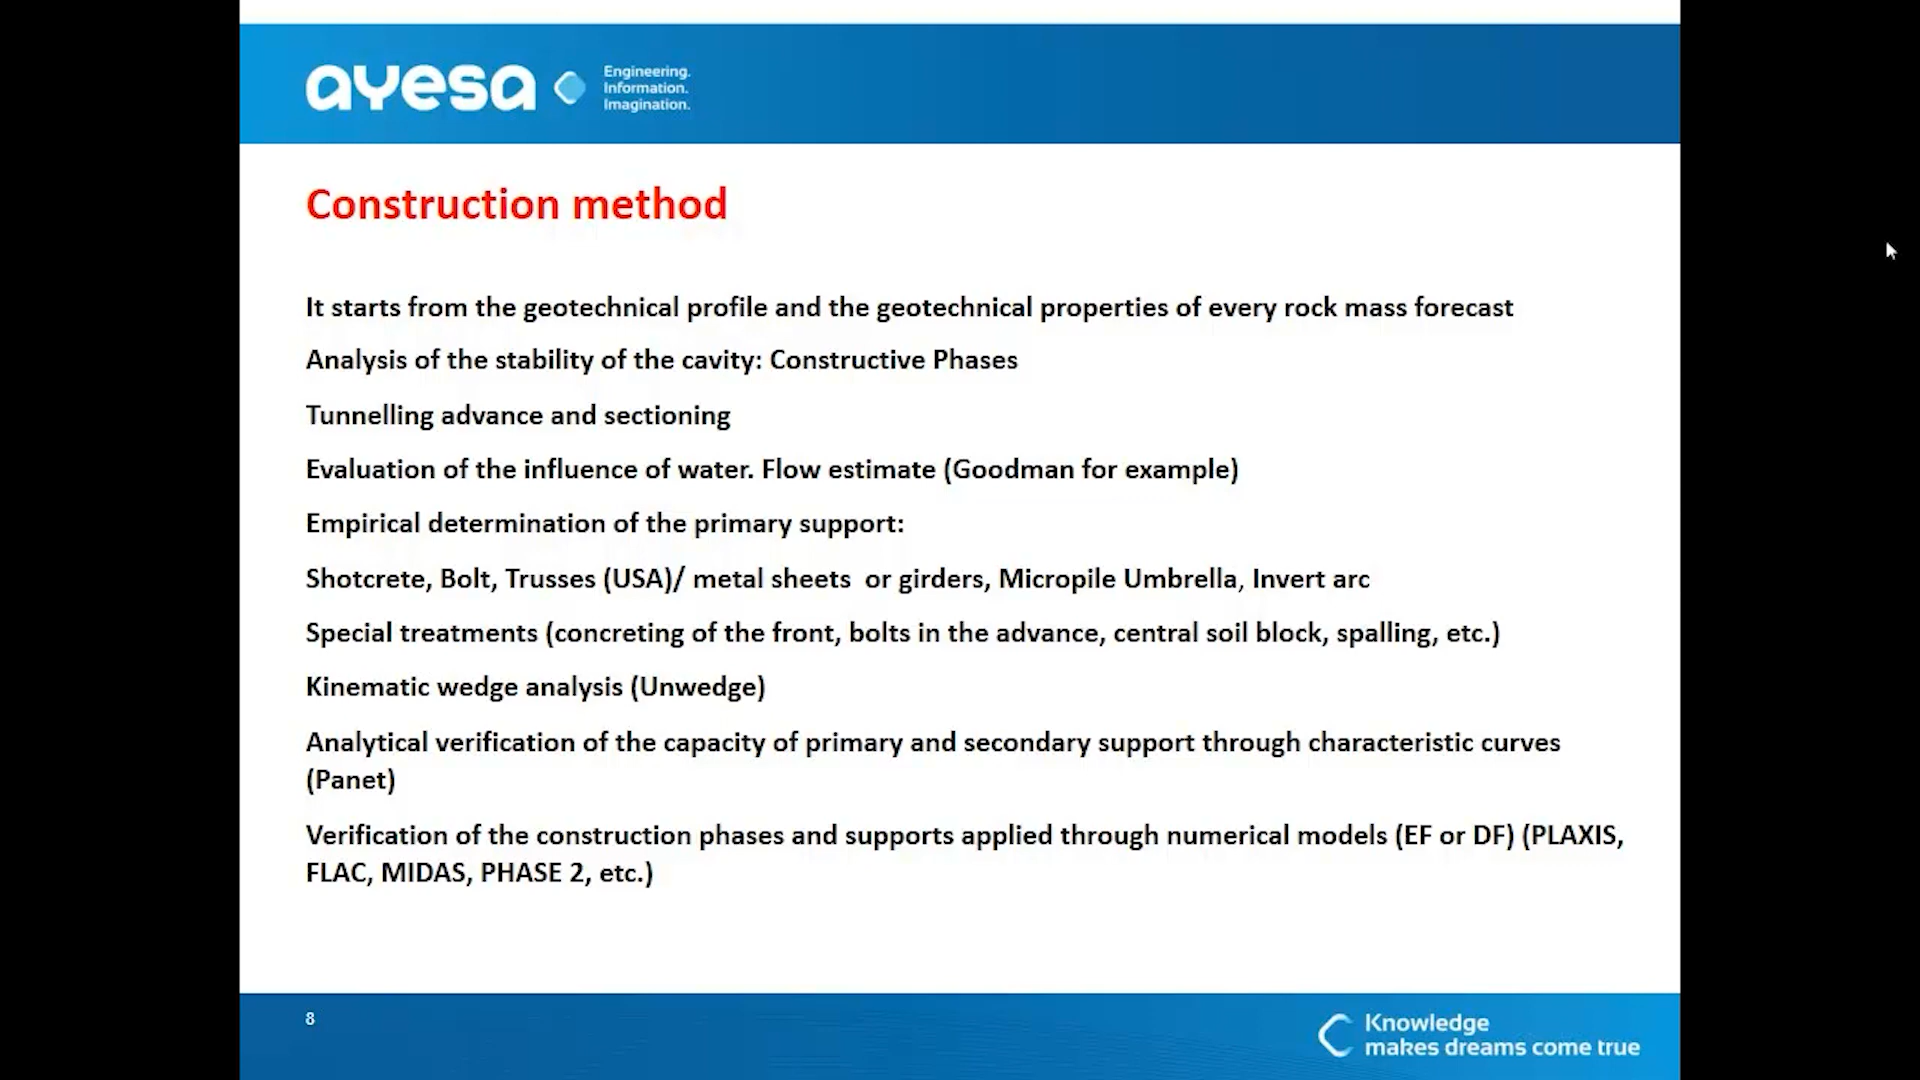 ayesa
Engineering.
Information.
Imagination.
Construction method
It starts from the geotechnical profile and the geotechnical properties of every rock mass forecast
Analysis of the stability of the cavity: Constructive Phases
Tunnelling advance and sectioning
Evaluation of the influence of water. Flow estimate (Goodman for example)
Empirical determination of the primary support:
Shotcrete, Bolt, Trusses (USA)/ metal sheets  or girders, Micropile Umbrella, Invert arc
Special treatments (concreting of the front, bolts in the advance, central soil block, spalling, etc.)
Kinematic wedge analysis (Unwedge)
Analytical verification of the capacity of primary and secondary support through characteristic curves
(Panet)
Verification of the construction phases and supports applied through numerical models (EF or DF) (PLAXIS,
FLAC, MIDAS, PHASE 2, etc.)
8
Knowledge
makes dreams come true